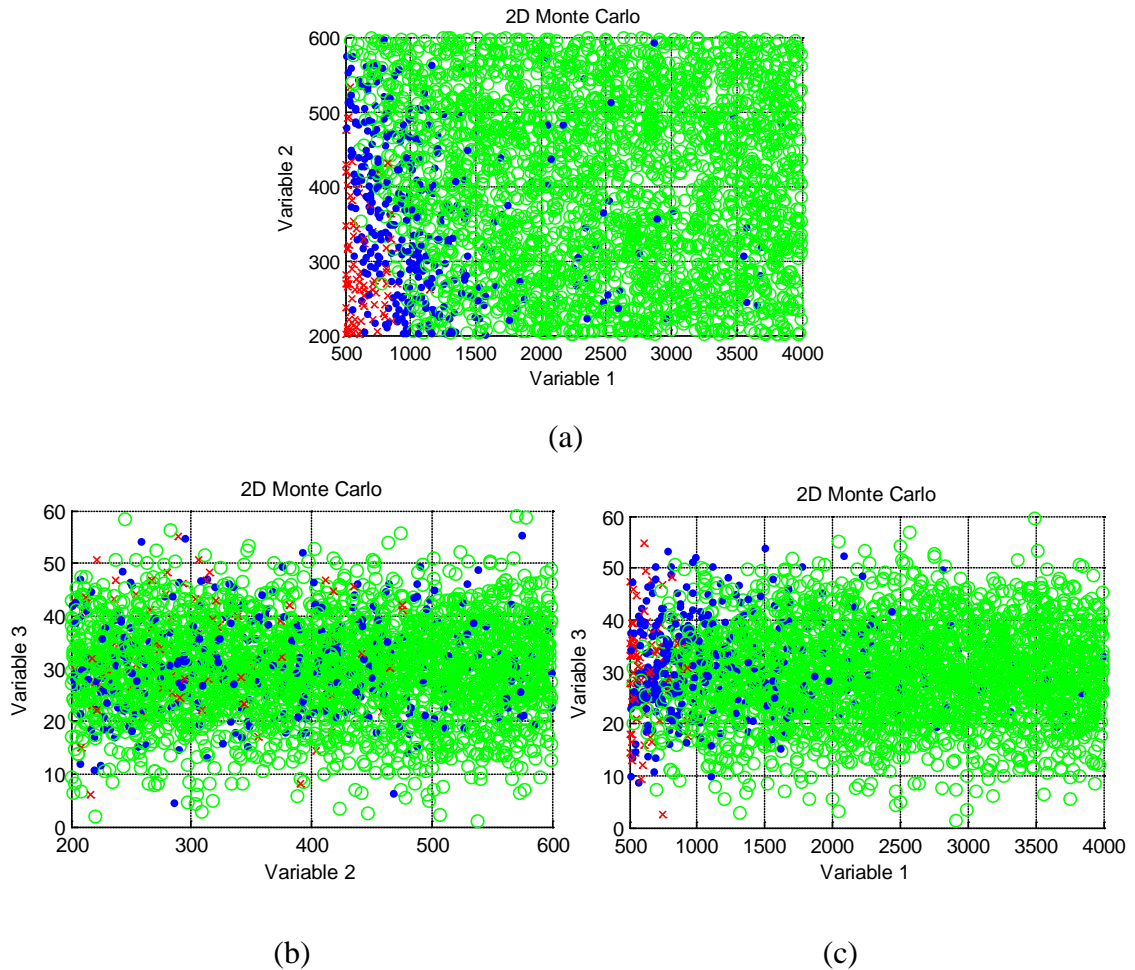 2D Monte Carlo
600
500
400
300
200
Variable 2
500 1000 1500 2000 2500 3000 3500 4000
Variable 1
(a)
2D Monte Carlo
60
50
40
30
20
10
0
Variable 3
200 300 400 500 600
Variable 2
(b)
2D Monte Carlo
60
50
40
30
20
10
0
Variable 3
500 1000 1500 2000 2500 3000 3500 4000
Variable 1
(c)